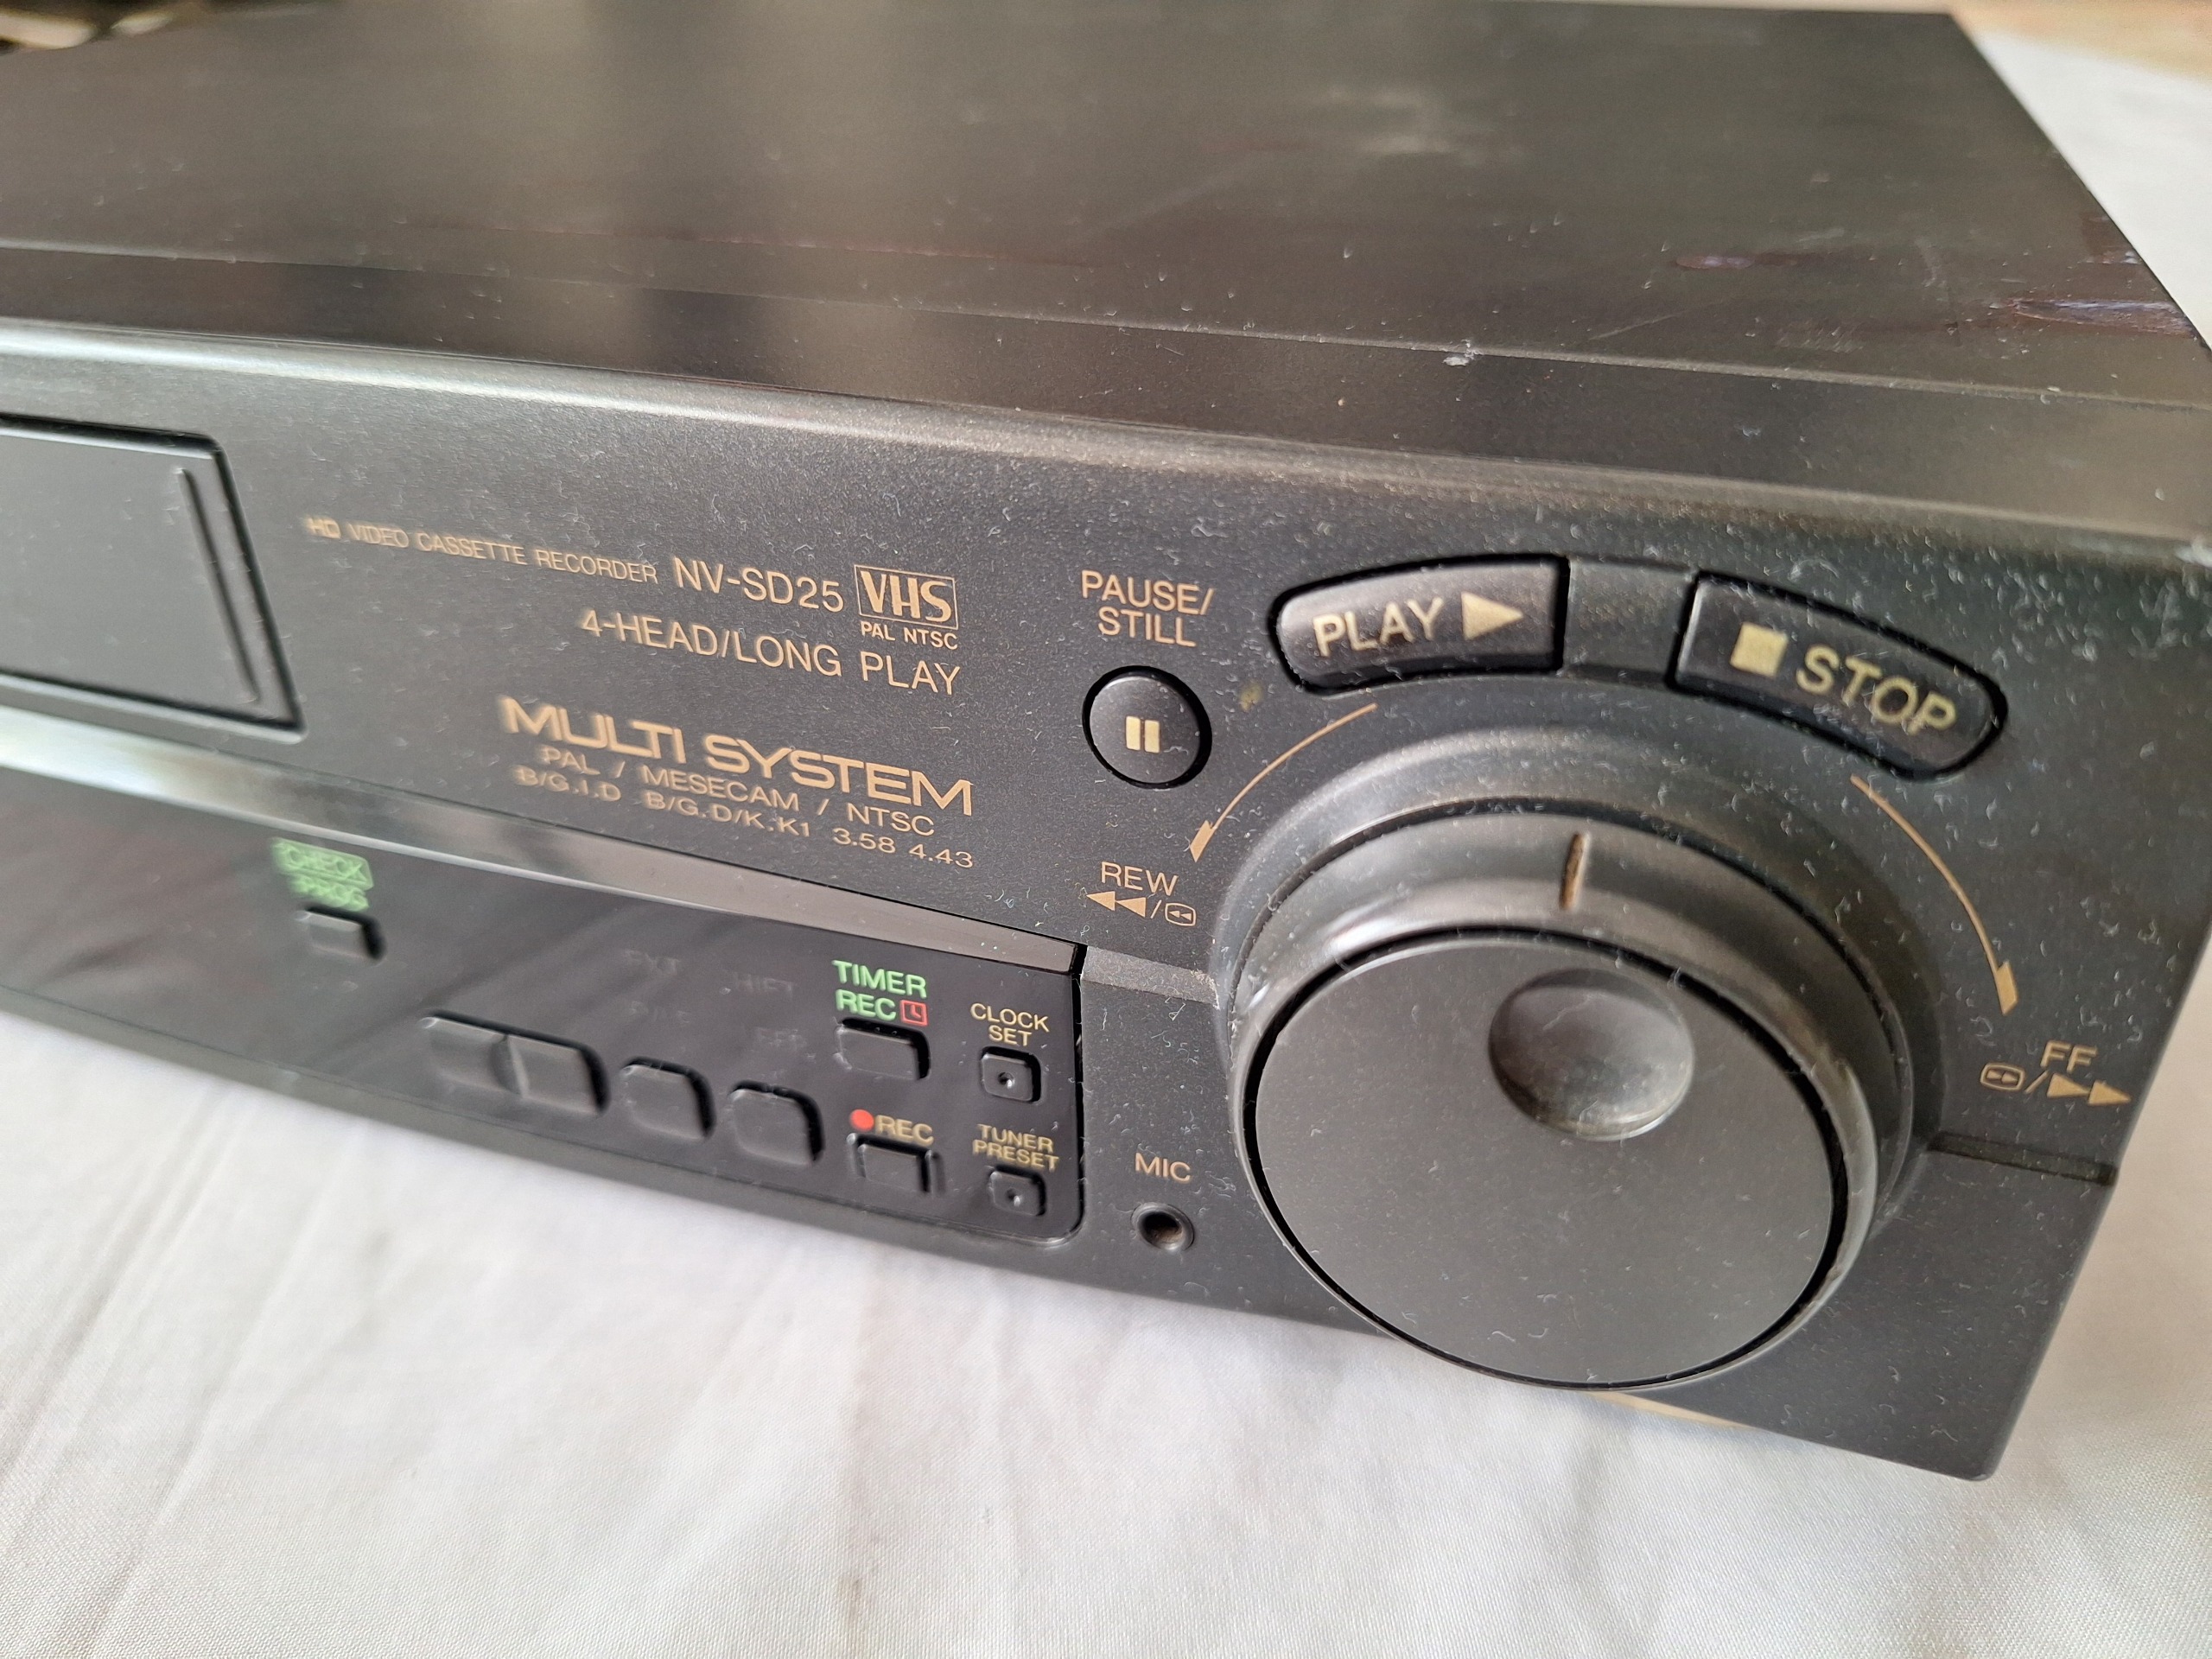 HQ VIDEO CASSETTE RECORDER NV-SD25 VHS
PAL NTSC
4-HEAD/LONG PLAY
MULTI SYSTEM
PAL / MESECAM / NTSC
B/G.I.D B/G.D/K.K1 3.58 4.43
PAUSE/
STILL
PLAY
STOP
REW
FF
CHECK
PROG
TIMER
REC
CLOCK
SET
REC
TUNER
PRESET
MIC